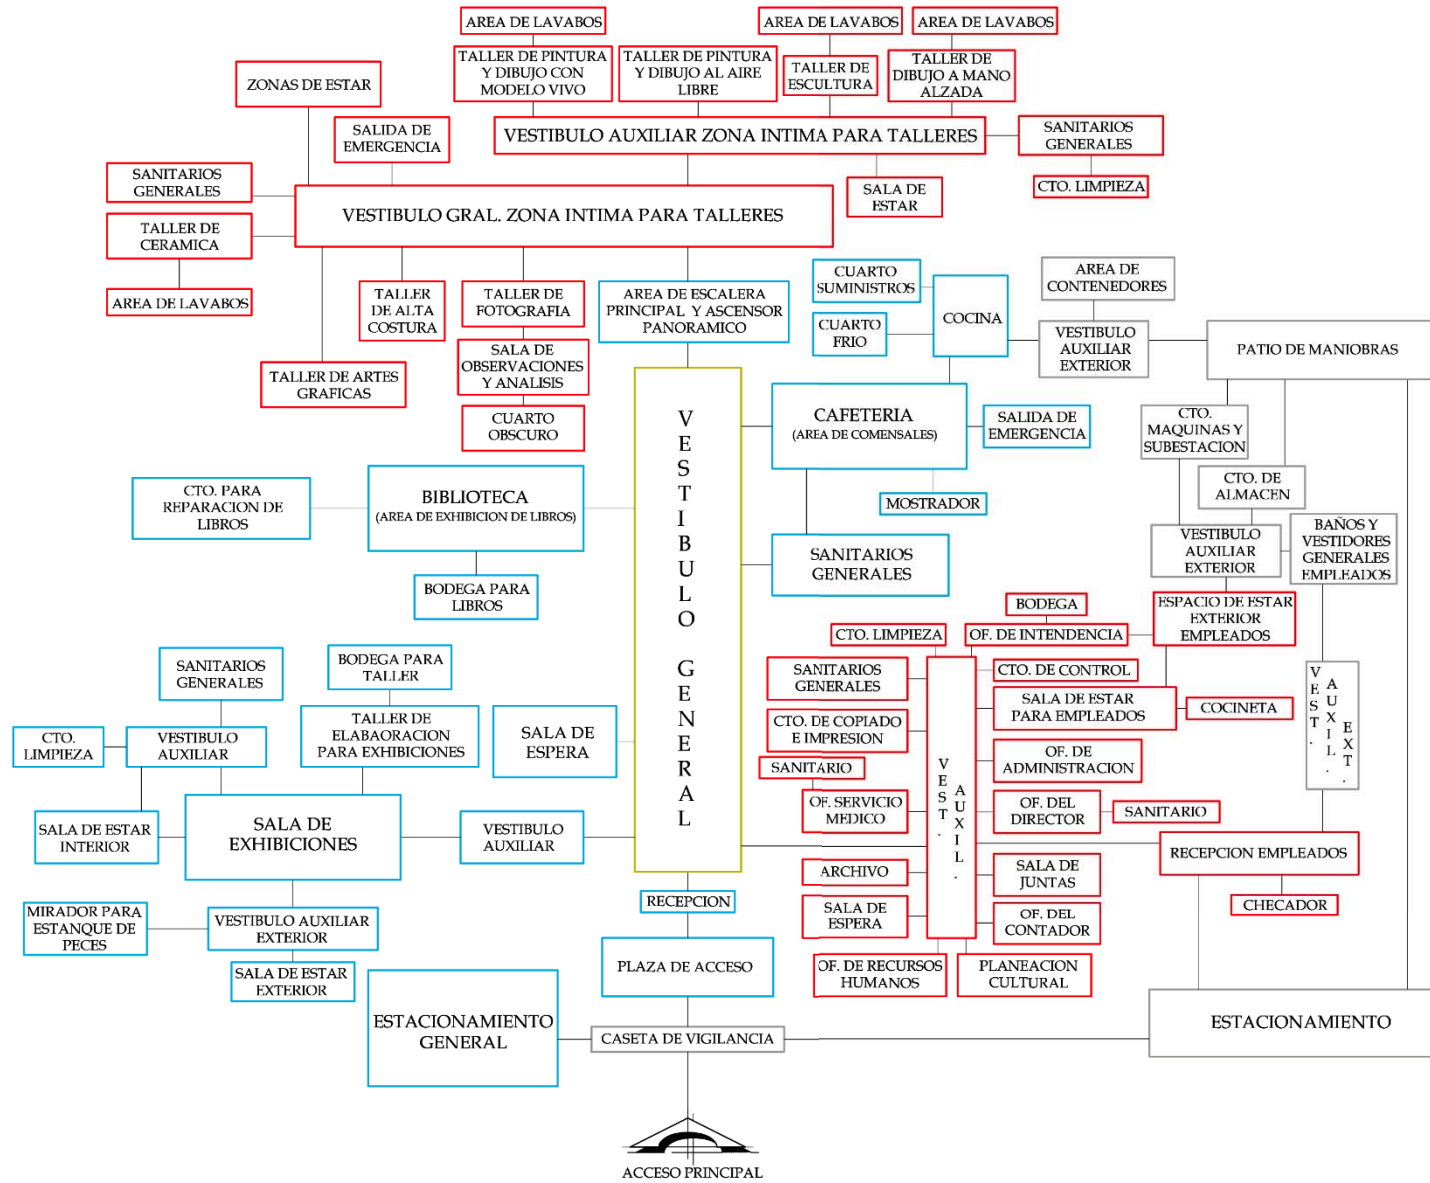 AREA DE LAVABOS
AREA DE LAVABOS
AREA DE LAVABOS
TALLER DE PINTURA
Y DIBUJO CON
MODELO VIVO
TALLER DE PINTURA
Y DIBUJO AL AIRE
LIBRE
TALLER DE
ESCULTURA
TALLER DE
DIBUJO A MANO
ALZADA
ZONAS DE ESTAR
SALIDA DE
EMERGENCIA
VESTIBULO AUXILIAR ZONA INTIMA PARA TALLERES
SANITARIOS
GENERALES
CTO. LIMPIEZA
SALA DE
ESTAR
SANITARIOS
GENERALES
VESTIBULO GRAL. ZONA INTIMA PARA TALLERES
TALLER DE
CERAMICA
AREA DE LAVABOS
TALLER
DE ALTA
COSTURA
TALLER DE
FOTOGRAFIA
AREA DE ESCALERA
PRINCIPAL Y ASCENSOR
PANORAMICO
CUARTO
SUMINISTROS
CUARTO
FRIO
COCINA
AREA DE
CONTENEDORES
VESTIBULO
AUXILIAR
EXTERIOR
PATIO DE MANIOBRAS
TALLER DE ARTES
GRAFICAS
SALA DE
OBSERVACIONES
Y ANALISIS
CUARTO
OBSCURO
VESTIBULO GENERAL
CAFETERIA
(AREA DE COMENSALES)
SALIDA DE
EMERGENCIA
MOSTRADOR
CTO.
MAQUINAS Y
SUBESTACION
CTO. DE
ALMACEN
CTO. PARA
REPARACION DE
LIBROS
BIBLIOTECA
(AREA DE EXHIBICION DE LIBROS)
BODEGA PARA
LIBROS
SANITARIOS
GENERALES
VESTIBULO
AUXILIAR
EXTERIOR
BAÑOS Y
VESTIDORES
GENERALES
EMPLEADOS
BODEGA
CTO. LIMPIEZA
OF. DE INTENDENCIA
ESPACIO DE ESTAR
EXTERIOR
EMPLEADOS
SANITARIOS
GENERALES
BODEGA PARA
TALLER
SANITARIOS
GENERALES
CTO. DE CONTROL
VEST.
AUXIL.
EXT.
CTO.
LIMPIEZA
VESTIBULO
AUXILIAR
TALLER DE
ELABAORACION
PARA EXHIBICIONES
SALA DE
ESPERA
CTO. DE COPIADO
E IMPRESION
SALA DE ESTAR
PARA EMPLEADOS
COCINETA
SANITARIO
OF. DE
ADMINISTRACION
VEST.
AUXIL.
SALA DE ESTAR
INTERIOR
SALA DE
EXHIBICIONES
VESTIBULO
AUXILIAR
OF. SERVICIO
MEDICO
OF. DEL
DIRECTOR
SANITARIO
RECEPCION EMPLEADOS
CHECADOR
ARCHIVO
SALA DE
JUNTAS
RECEPCION
SALA DE
ESPERA
OF. DEL
CONTADOR
MIRADOR PARA
ESTANQUE DE
PECES
VESTIBULO AUXILIAR
EXTERIOR
SALA DE ESTAR
EXTERIOR
PLAZA DE ACCESO
OF. DE RECURSOS
HUMANOS
PLANEACION
CULTURAL
ESTACIONAMIENTO
GENERAL
CASETA DE VIGILANCIA
ESTACIONAMIENTO
ACCESO PRINCIPAL